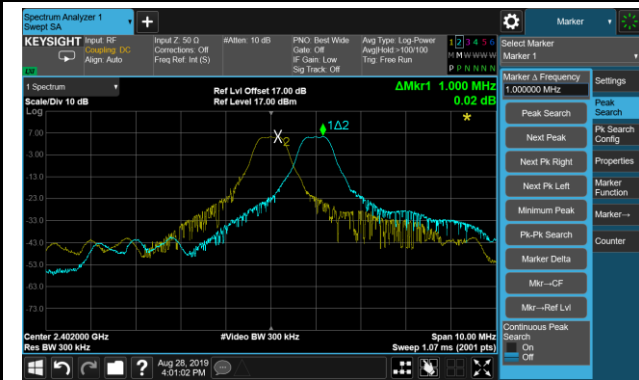 Spectrum Analyzer 1
Swept SA
Marker
KEYSIGHT
Input: RF
Coupling: DC
Align: Auto
Input Z: 50 Ω
Corrections: Off
Freq Ref: Int (S)
#Atten: 10 dB
PNO: Best Wide
Gate: Off
IF Gain: Low
Sig Track: Off
Avg Type: Log-Power
Avg|Hold:>100/100
Trig: Free Run
1 2 3 4 5 6
M M W W W W
P P N N N N
LV
Select Marker
Marker 1
1 Spectrum
Scale/Div 10 dB
Log
Ref Lvl Offset 17.00 dB
Ref Level 17.00 dBm
ΔMkr1 1.000 MHz
0.02 dB
*
1Δ2
X2
7.00
-3.00
-13.0
-23.0
-33.0
-43.0
-53.0
-63.0
-73.0
Center 2.402000 GHz
Res BW 300 kHz
#Video BW 300 kHz
Span 10.00 MHz
Sweep 1.07 ms (2001 pts)
Marker Δ Frequency
1.000000 MHz
Peak Search
Next Peak
Next Pk Right
Next Pk Left
Minimum Peak
Pk-Pk Search
Marker Delta
Mkr→CF
Mkr→Ref Lvl
Continuous Peak
Search
On
Off
Settings
Peak
Search
Pk Search
Config
Properties
Marker
Function
Marker→
Counter
?
Aug 28, 2019
4:01:02 PM